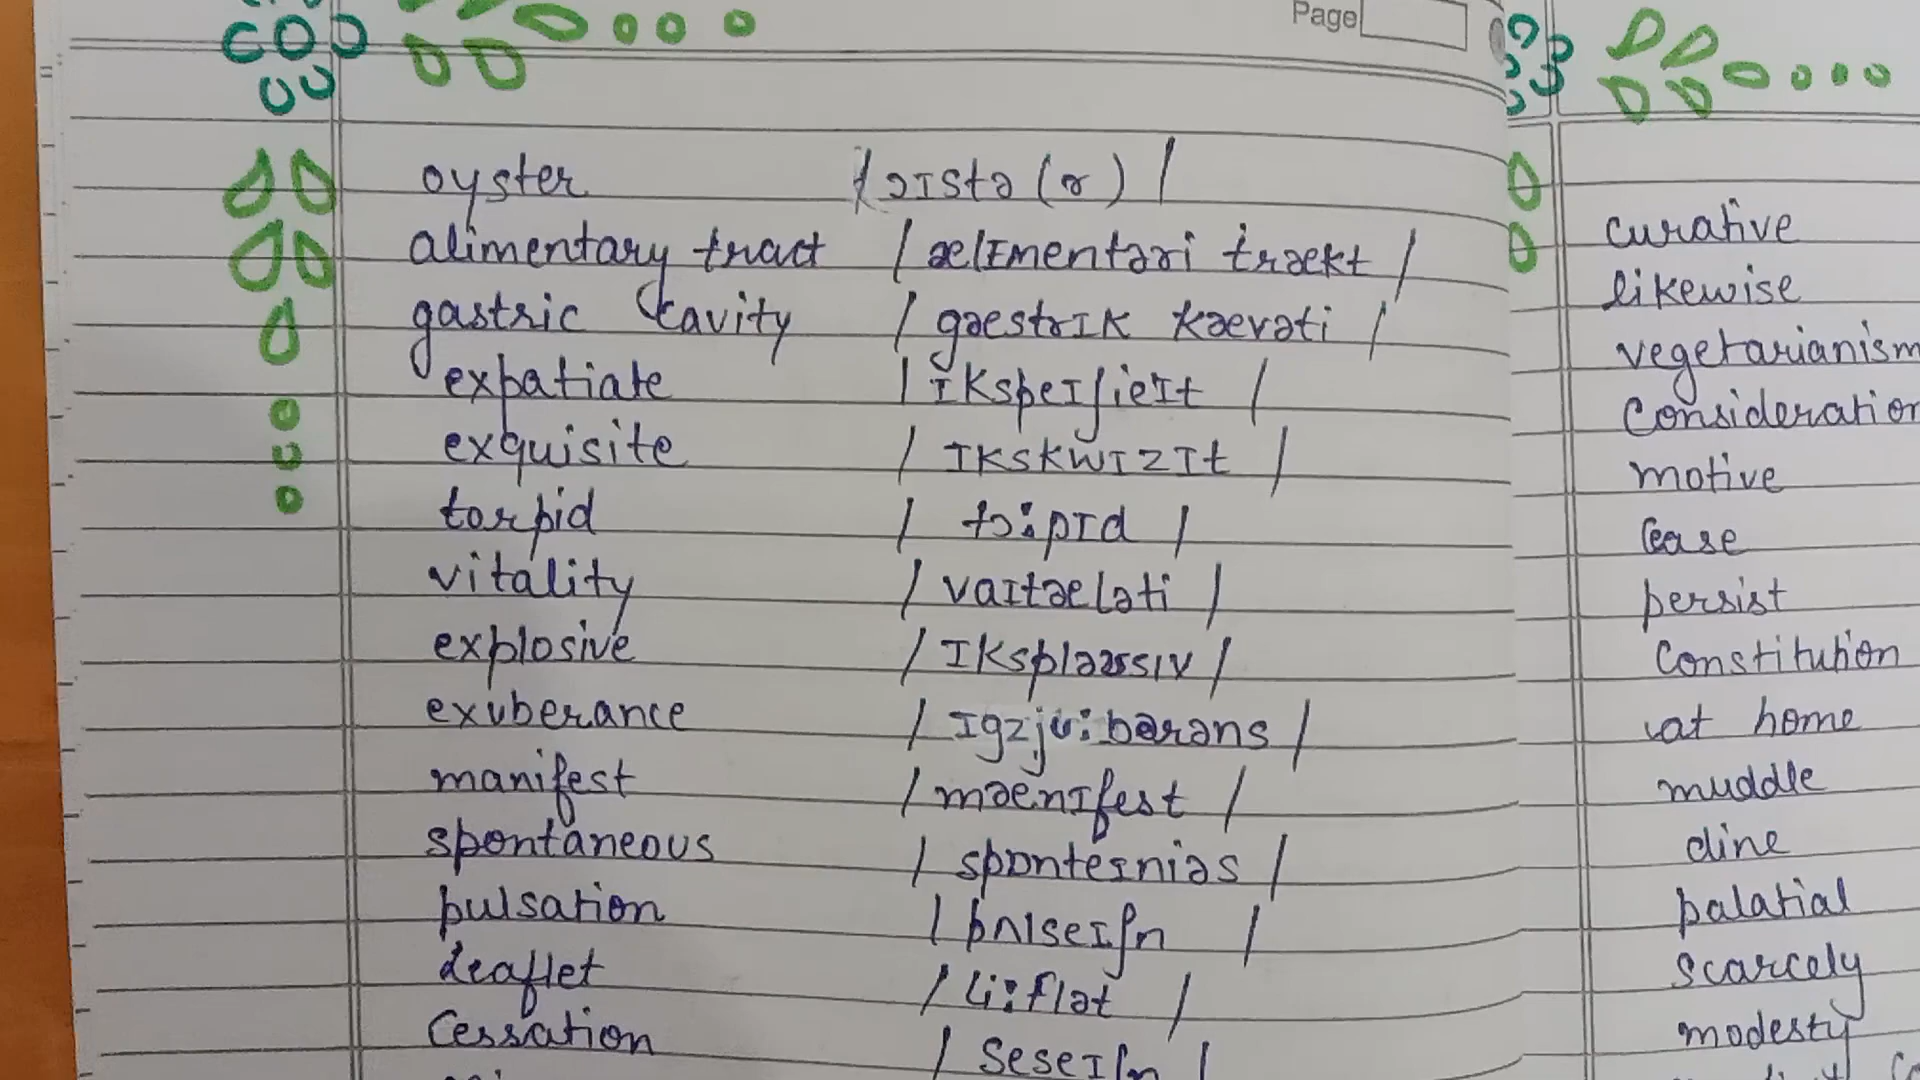 Page
oyster /ɔɪstə(r)/
alimentary tract /ælɪmentəri trækt/
gastric cavity /gæstrɪk kævəti/
expatiate /ɪkspeɪʃieɪt/
exquisite /ɪkskwɪzɪt/
torpid /tɔːpɪd/
vitality /vaɪtæləti/
explosive /ɪkspləʊsɪv/
exuberance /ɪgzjuːbərəns/
manifest /mænɪfest/
spontaneous /spɒnteɪniəs/
pulsation /pʌlseɪʃn/
leaflet /liːflət/
cessation /seseɪʃn/
curative
likewise
vegetarianism
consideration
motive
cease
persist
constitution
at home
muddle
dine
palatial
scarcely
modesty